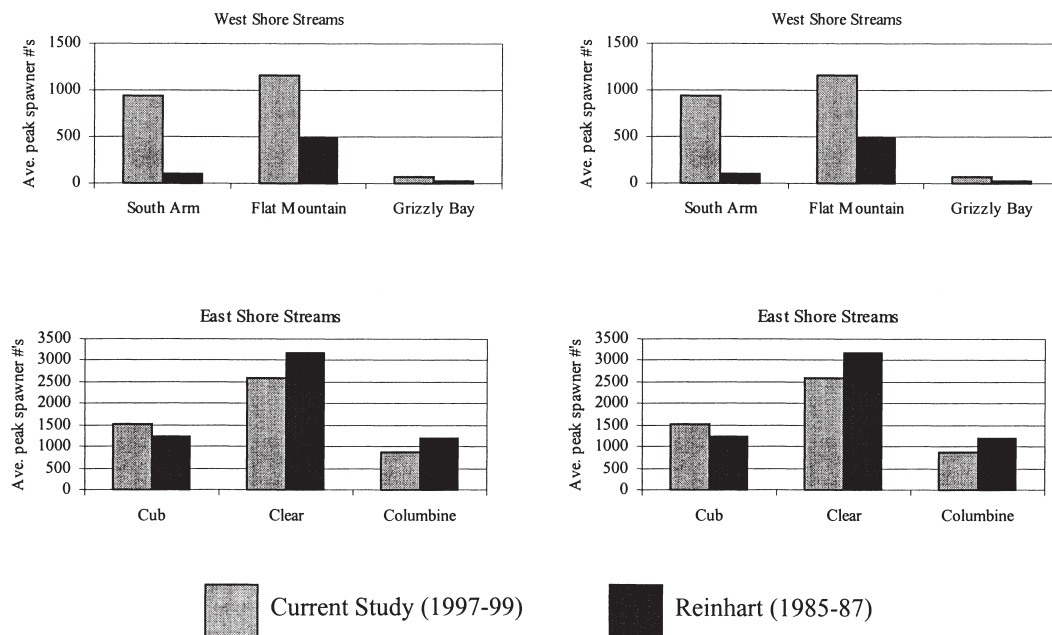 West Shore Streams
Ave. peak spawner #'s
1500
1000
500
0
South Arm
Flat Mountain
Grizzly Bay
West Shore Streams
Ave. peak spawner #'s
1500
1000
500
0
South Arm
Flat Mountain
Grizzly Bay
East Shore Streams
Ave. peak spawner #'s
3500
3000
2500
2000
1500
1000
500
0
Cub
Clear
Columbine
East Shore Streams
Ave. peak spawner #'s
3500
3000
2500
2000
1500
1000
500
0
Cub
Clear
Columbine
Current Study (1997-99)
Reinhart (1985-87)